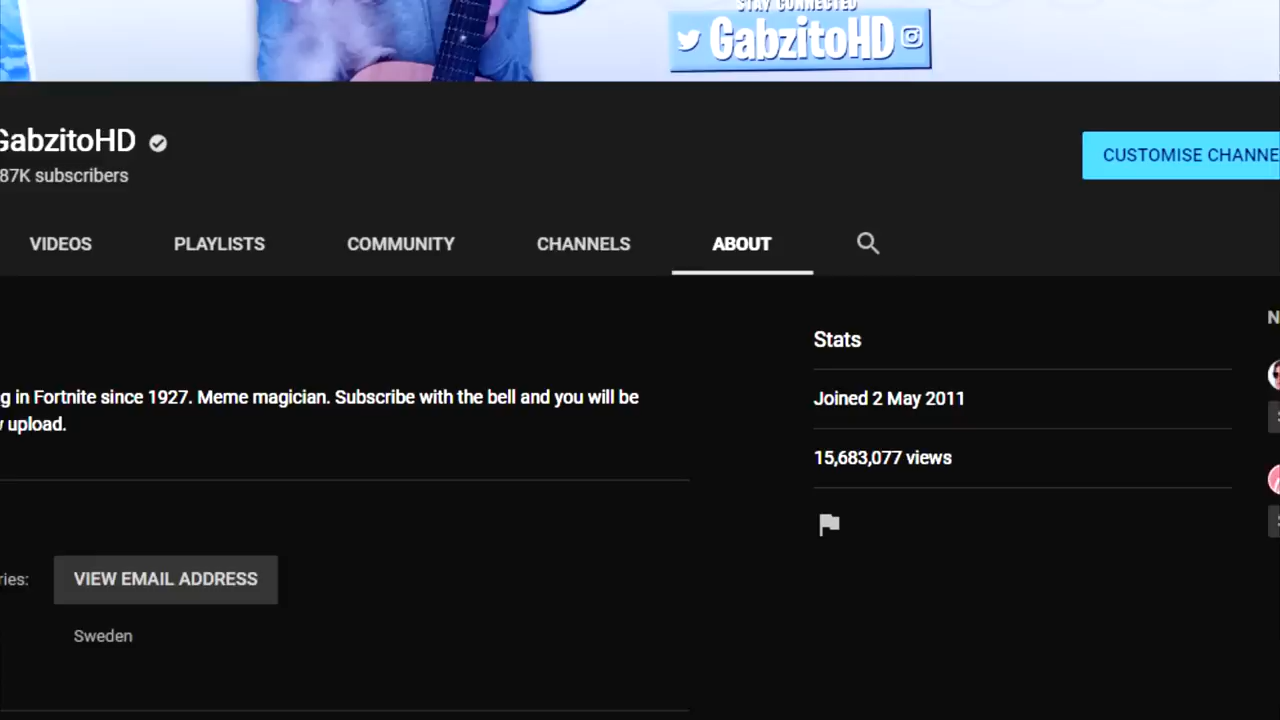 STAY CONNECTED
GabzitoHD
GabzitoHD
87K subscribers
CUSTOMISE CHANNE
VIDEOS
PLAYLISTS
COMMUNITY
CHANNELS
ABOUT
Stats
g in Fortnite since 1927. Meme magician. Subscribe with the bell and you will be
upload.
Joined 2 May 2011
15,683,077 views
ries:
VIEW EMAIL ADDRESS
Sweden
N